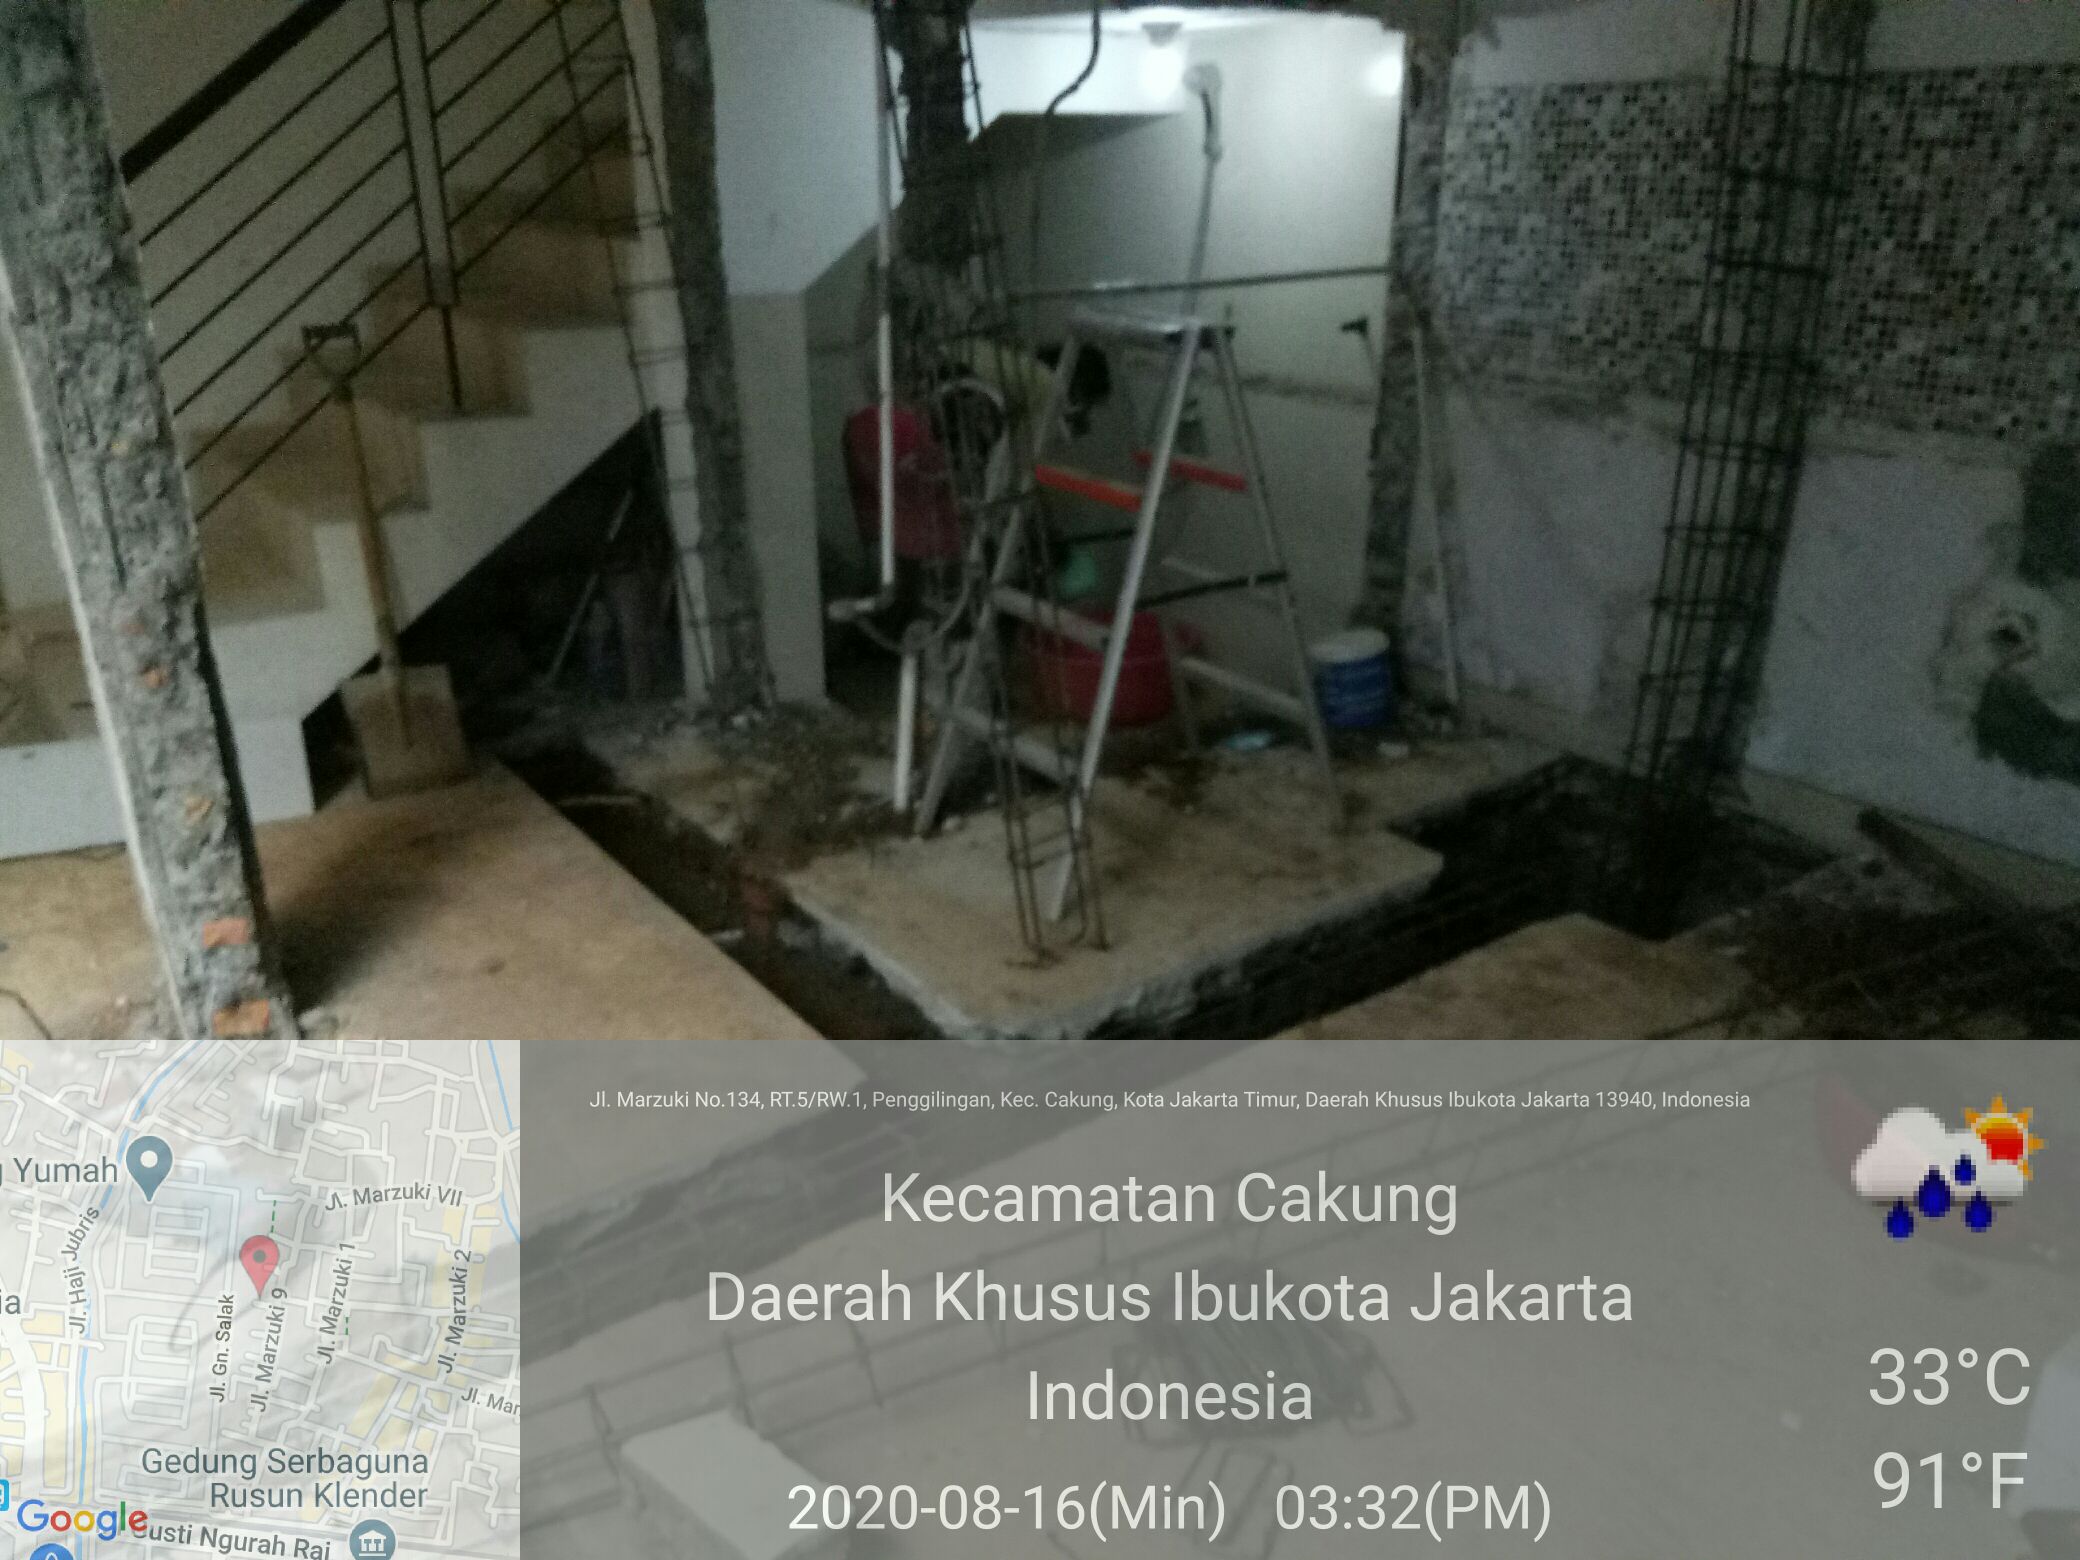 Jl. Marzuki No.134, RT.5/RW.1, Penggilingan, Kec. Cakung, Kota Jakarta Timur, Daerah Khusus Ibukota Jakarta 13940, Indonesia
Kecamatan Cakung
Daerah Khusus Ibukota Jakarta
Indonesia
2020-08-16(Min) 03:32(PM)
33°C
91°F
Yumah
Jl. Marzuki VII
Jl. Haji Jubris
Jl. Gn. Salak
Jl. Marzuki 9
Jl. Marzuki 1
Jl. Marzuki 2
Jl. Mar
Gedung Serbaguna
Rusun Klender
Google
Gusti Ngurah Rai